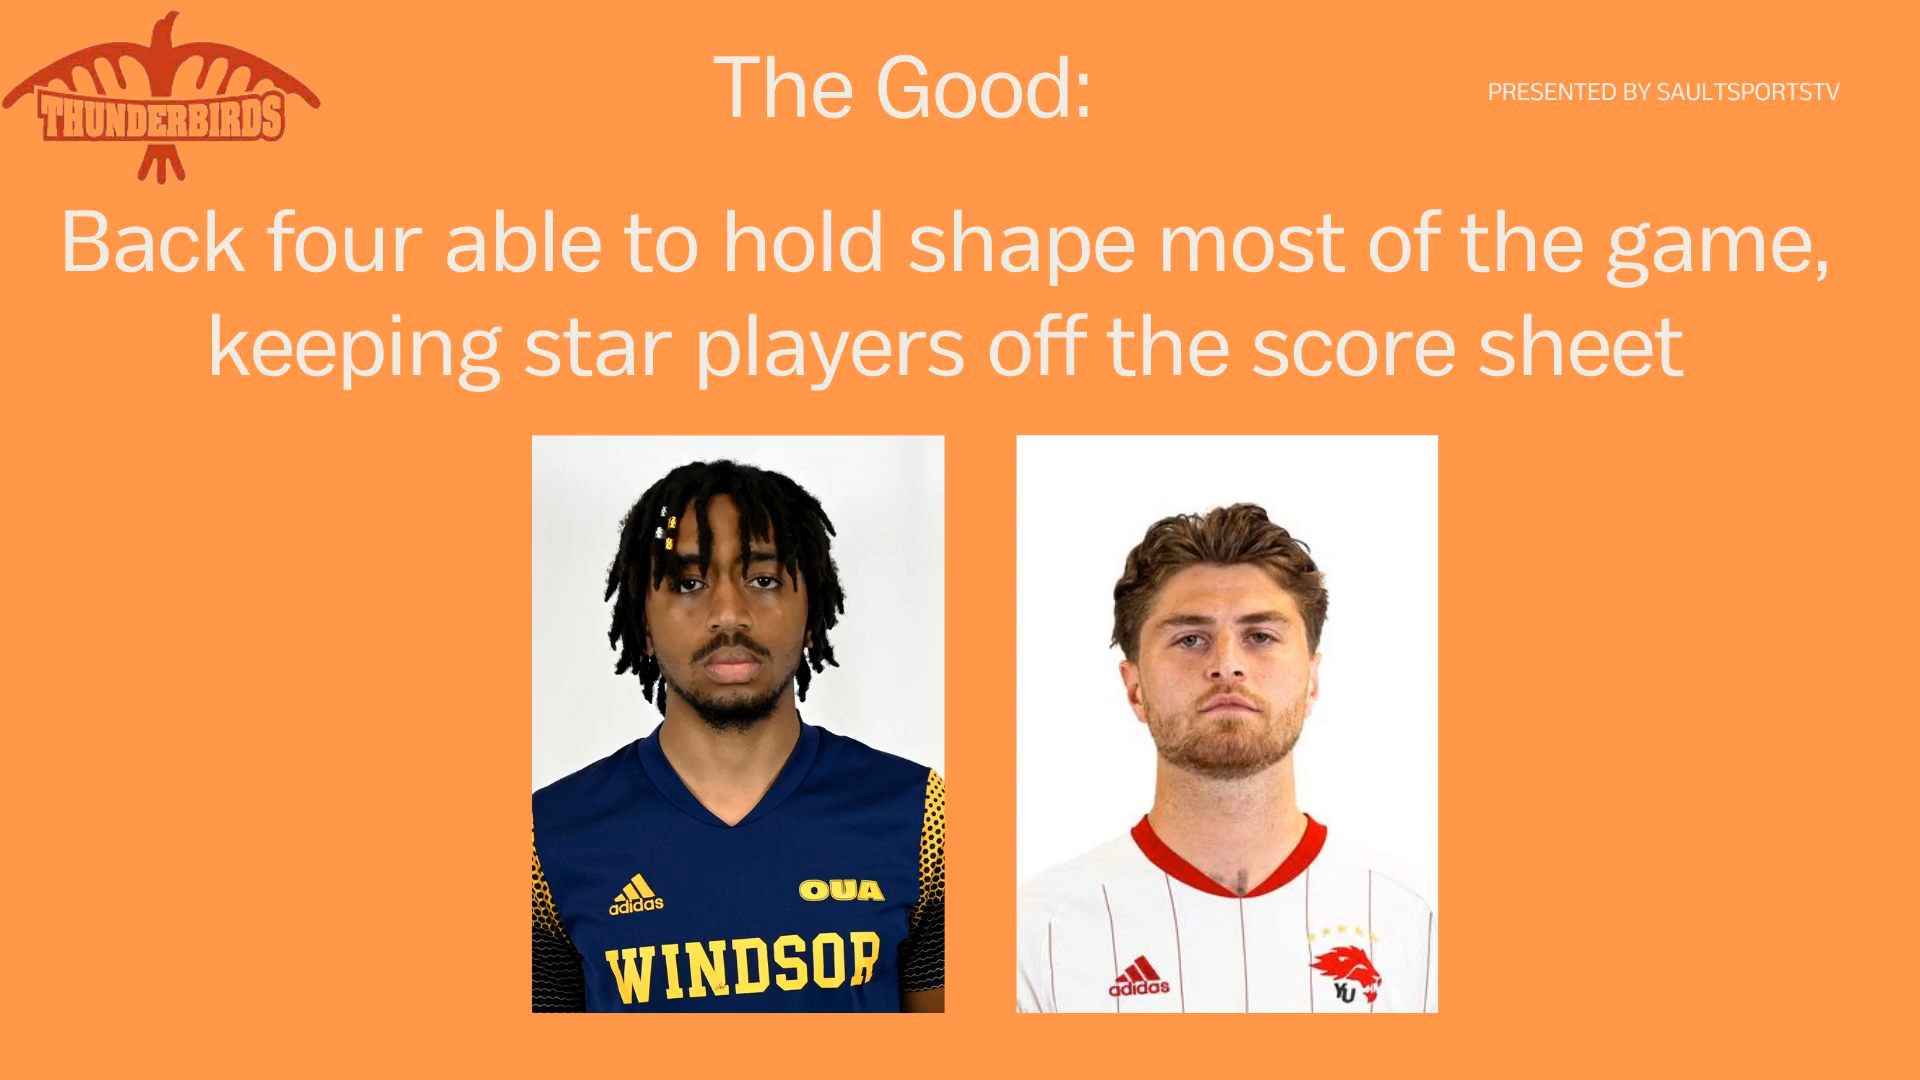 THUNDERBIRDS
The Good:
PRESENTED BY SAULTSPORTSTV
Back four able to hold shape most of the game,
keeping star players off the score sheet
adidas
OUA
WINDSOR
adidas
YU